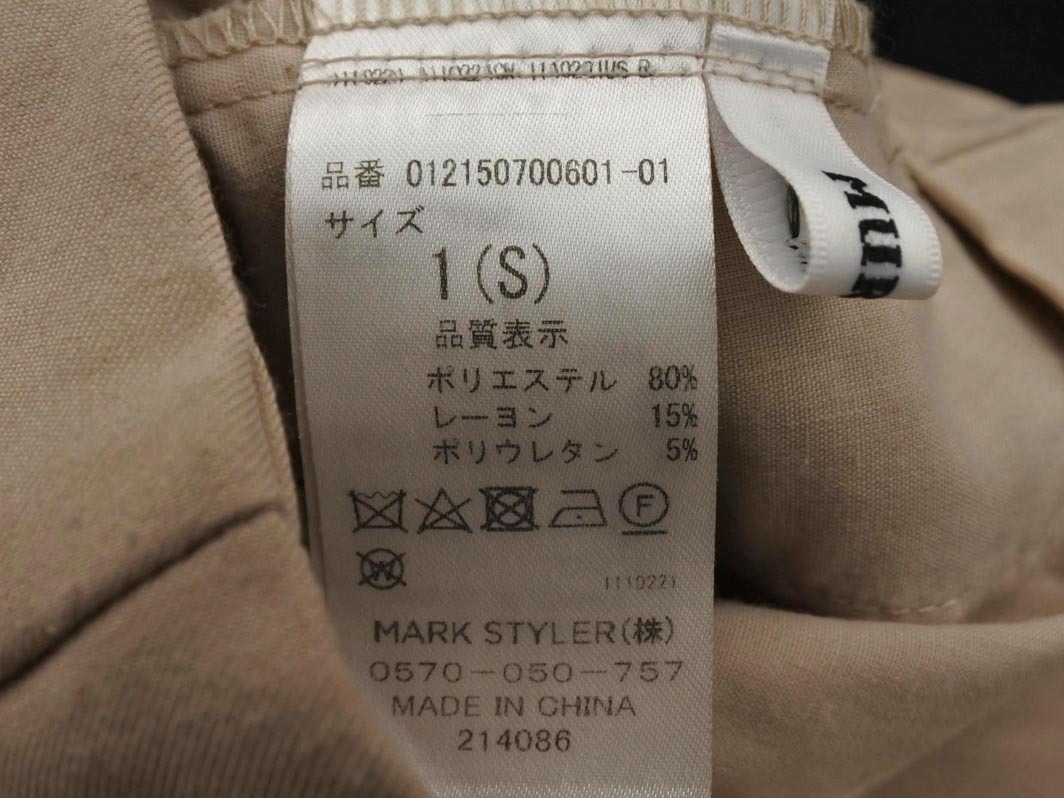 品番 012150700601-01
サイズ
1(S)
品質表示
ポリエステル 80%
レーヨン 15%
ポリウレタン 5%
F
W
1110221
MARK STYLER(株)
0570-050-757
MADE IN CHINA
214086